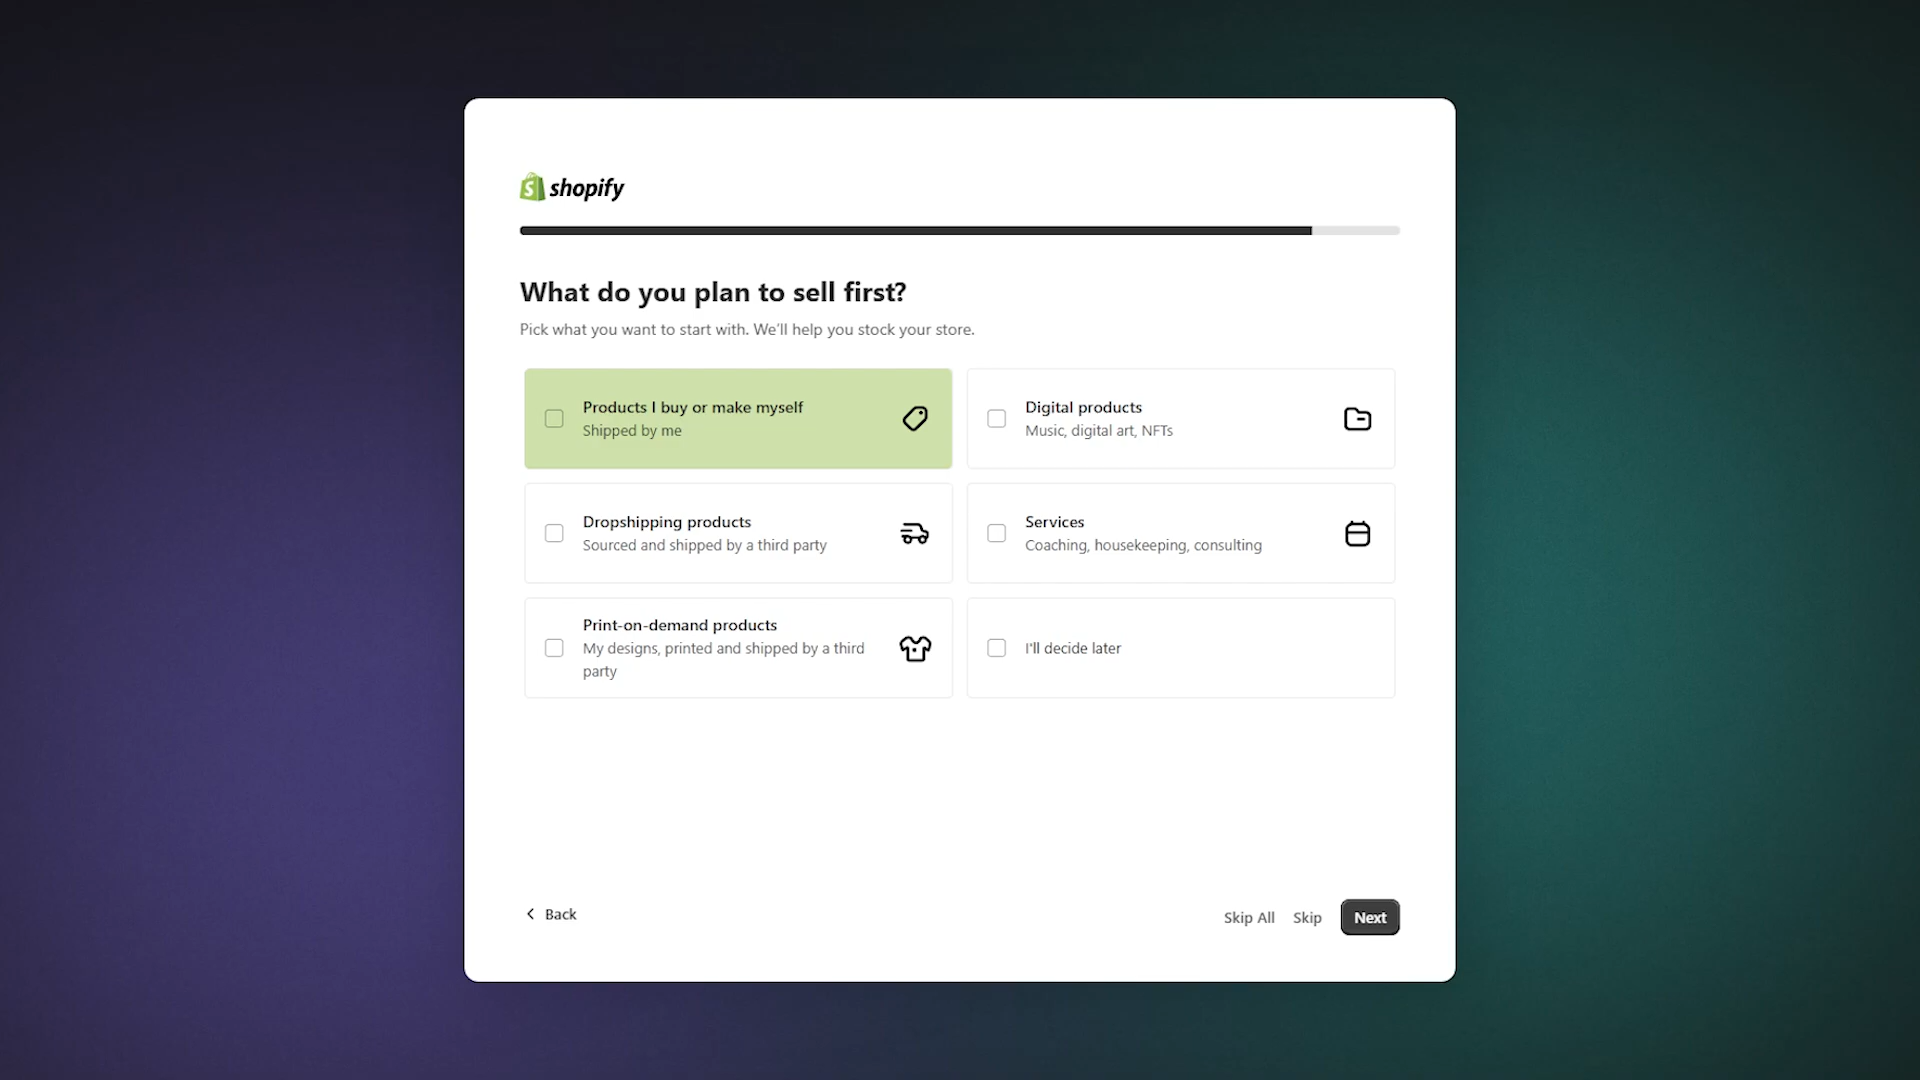 shopify
What do you plan to sell first?
Pick what you want to start with. We'll help you stock your store.
Products I buy or make myself
Shipped by me
Digital products
Music, digital art, NFTs
Dropshipping products
Sourced and shipped by a third party
Services
Coaching, housekeeping, consulting
Print-on-demand products
My designs, printed and shipped by a third
party
I'll decide later
Back
Skip All
Skip
Next